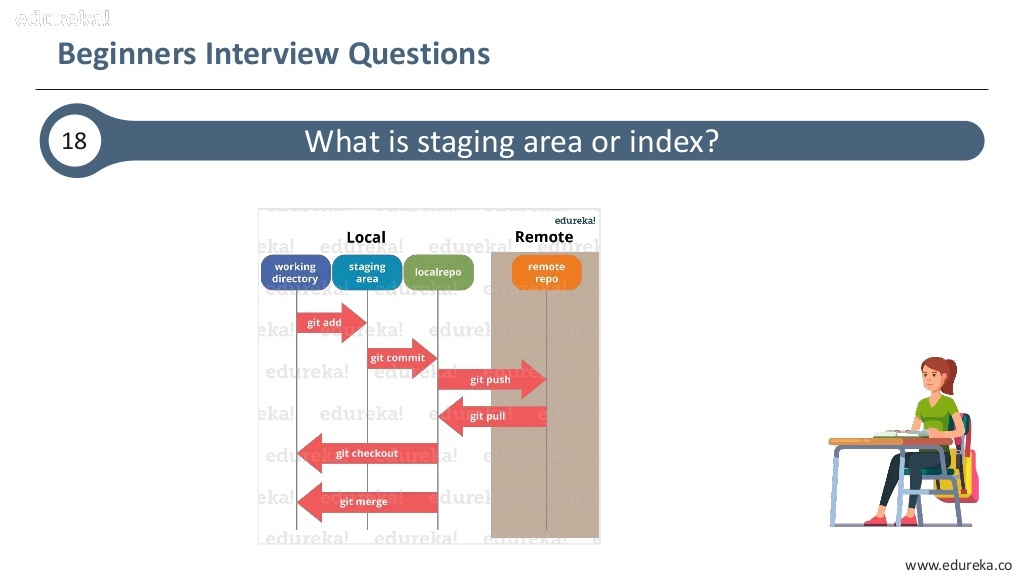 edureka!
Beginners Interview Questions
18
What is staging area or index?
edureka!
Local
Remote
working
directory
staging
area
localrepo
remote
repo
git add
git commit
git push
git pull
git checkout
git merge
www.edureka.co